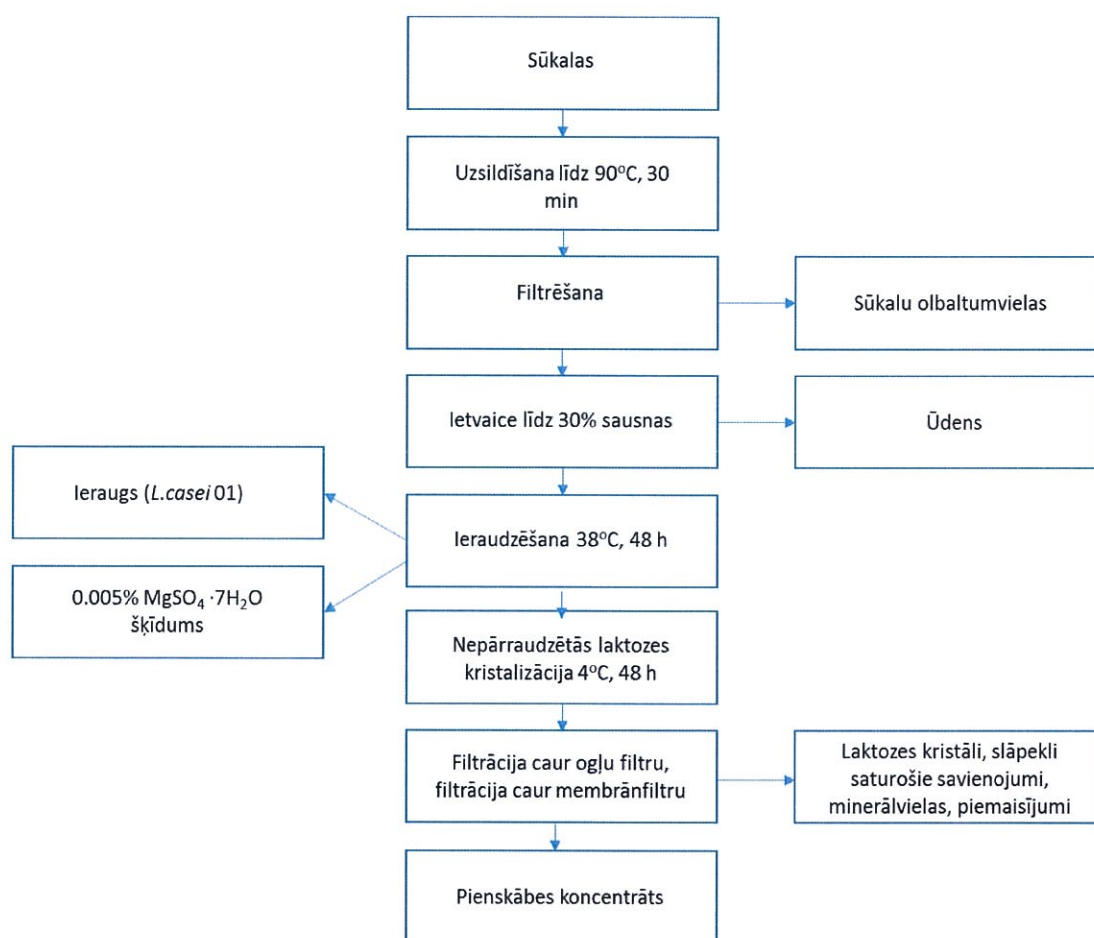 Sūkalas
Uzsildīšana līdz 90°C, 30
min
Filtrēšana
Sūkalu olbaltumvielas
Ietvaice līdz 30% sausnas
Ūdens
Ieraugs (L.casei 01)
Ieraudzēšana 38°C, 48 h
0.005% MgSO₄ ·7H₂O
šķīdums
Nepārraudzētās laktozes
kristalizācija 4°C, 48 h
Filtrācija caur ogļu filtru,
filtrācija caur membrānfiltru
Laktozes kristāli, slāpekli
saturošie savienojumi,
minerālvielas, piemaisījumi
Pienskābes koncentrāts